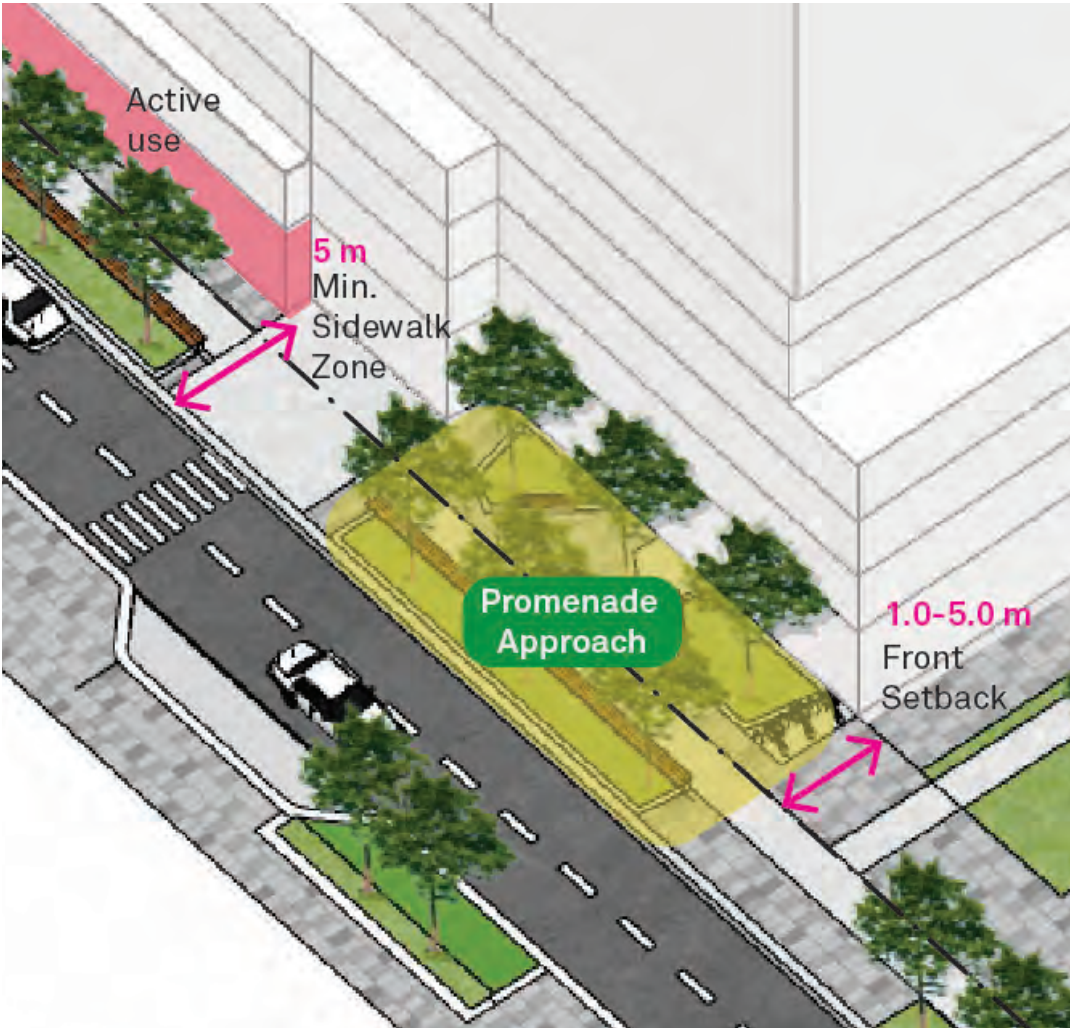 Active
use
5 m
Min.
Sidewalk
Zone
Promenade
Approach
1.0-5.0 m
Front
Setback